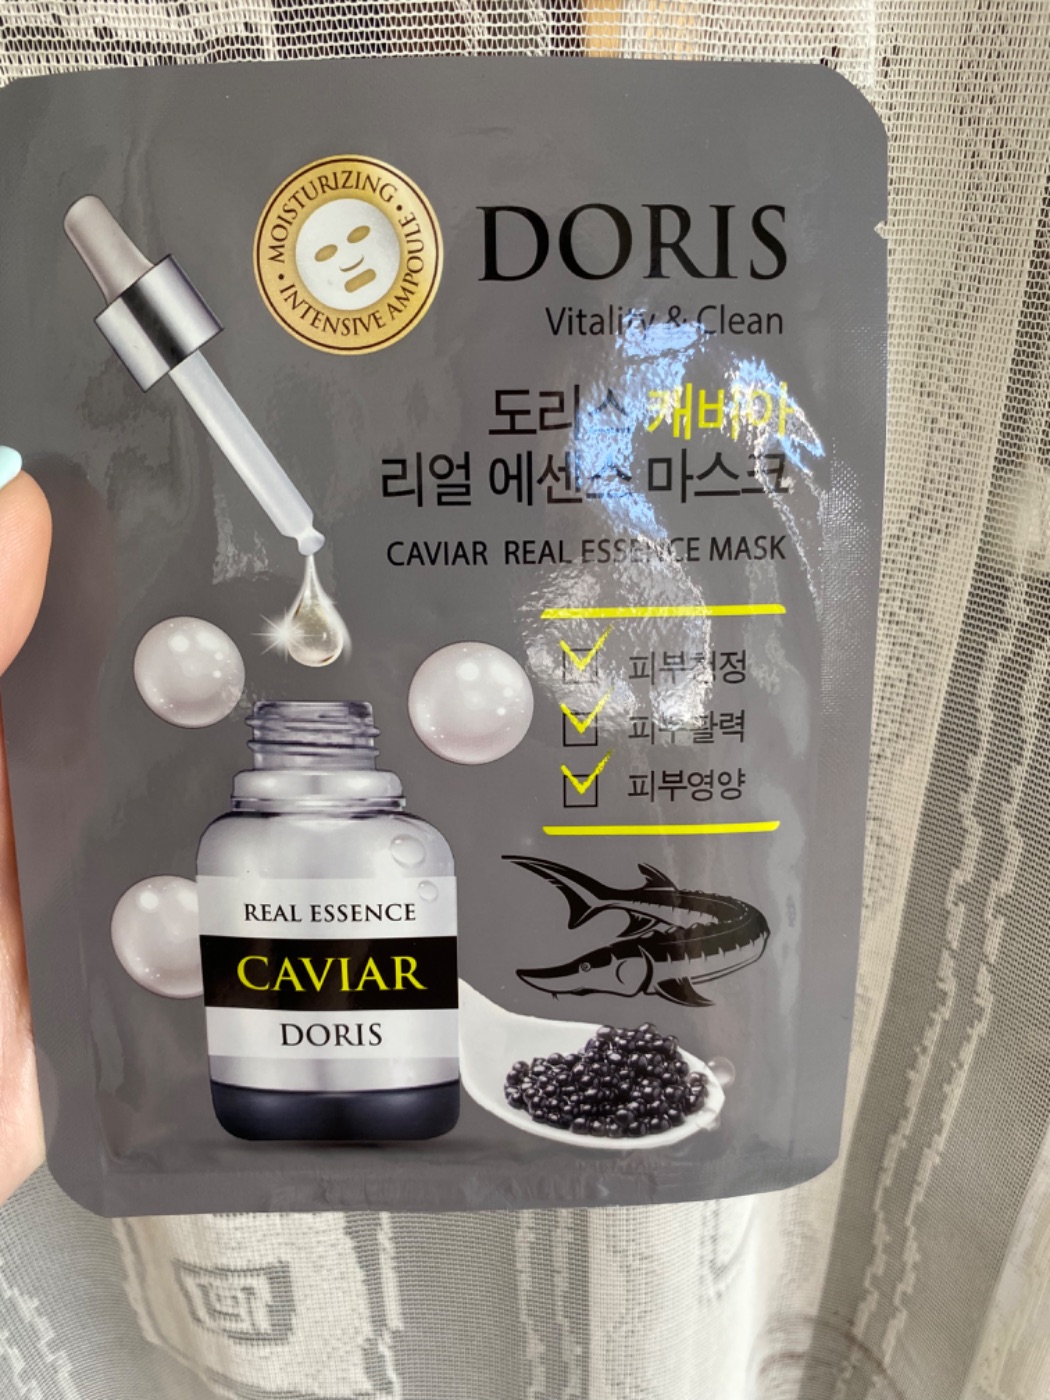 MOISTURIZING • INTENSIVE AMPOULE •
DORIS
Vitality & Clean
도리스 캐비아
리얼 에센스 마스크
CAVIAR REAL ESSENCE MASK
피부청정
피부활력
피부영양
REAL ESSENCE
CAVIAR
DORIS